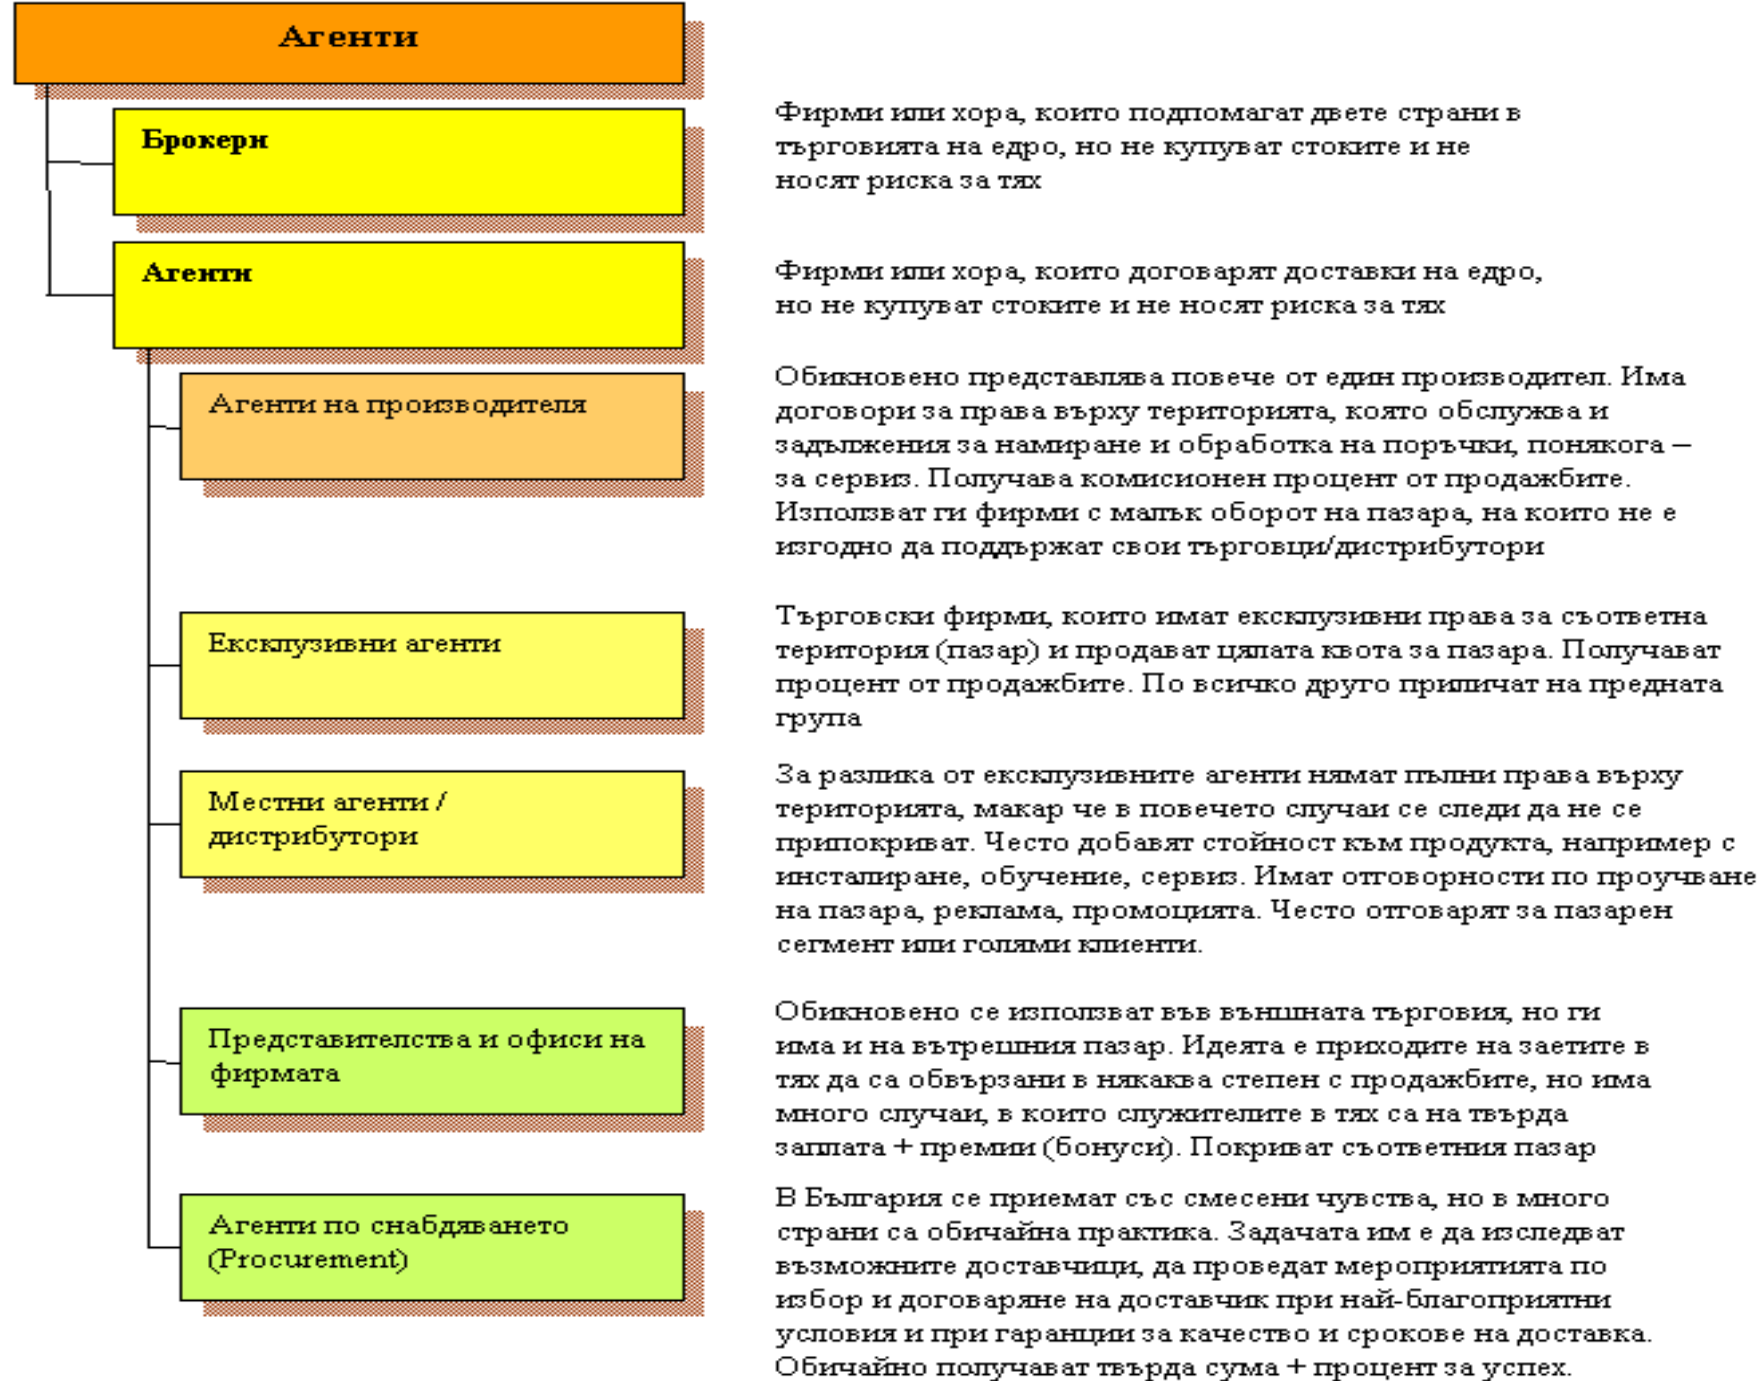 Агенти
Брокери
Фирми или хора, които подпомагат двете страни в
търговията на едро, но не купуват стоките и не
носят риска за тях
Агенти
Фирми или хора, които договарят доставки на едро,
но не купуват стоките и не носят риска за тях
Агенти на производителя
Обикновено представлява повече от един производител. Има
договори за права върху територията, която обслужва и
задължения за намиране и обработка на поръчки, понякога –
за сервиз. Получава комисионен процент от продажбите.
Използват ги фирми с малък оборот на пазара, на които не е
изгодно да поддържат свои търговци/дистрибутори
Ексклузивни агенти
Търговски фирми, които имат ексклузивни права за съответна
територия (пазар) и продават цялата квота за пазара. Получават
процент от продажбите. По всичко друго приличат на предната
група
Местни агенти /
дистрибутори
За разлика от ексклузивните агенти нямат пълни права върху
територията, макар че в повечето случаи се следи да не се
припокриват. Често добавят стойност към продукта, например с
инсталиране, обучение, сервиз. Имат отговорности по проучване
на пазара, реклама, промоцията. Често отговарят за пазарен
сегмент или големи клиенти.
Представителства и офиси на
фирмата
Обикновено се използват във външната търговия, но ги
има и на вътрешния пазар. Идеята е приходите на заетите в
тях да са обвързани в някаква степен с продажбите, но има
много случаи, в които служителите в тях са на твърда
заплата + премии (бонуси). Покриват съответния пазар
Агенти по снабдяването
(Procurement)
В България се приемат със смесени чувства, но в много
страни са обичайна практика. Задачата им е да изследват
възможните доставчици, да проведат мероприятията по
избор и договаряне на доставчик при най-благоприятни
условия и при гаранции за качество и срокове на доставка.
Обичайно получават твърда сума + процент за успех.